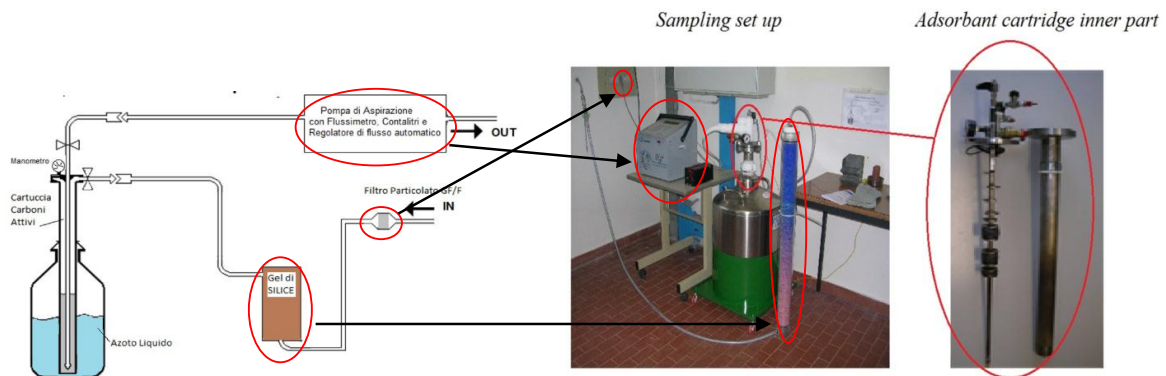 Sampling set up
Adsorbant cartridge inner part
Pompa di Aspirazione
con Flussimetro, Contalitri e
Regolatore di flusso automatico
OUT
Manometro
Cartuccia
Carboni
Attivi
Filtro Particolato GF/F
IN
Gel di
SILICE
Azoto Liquido